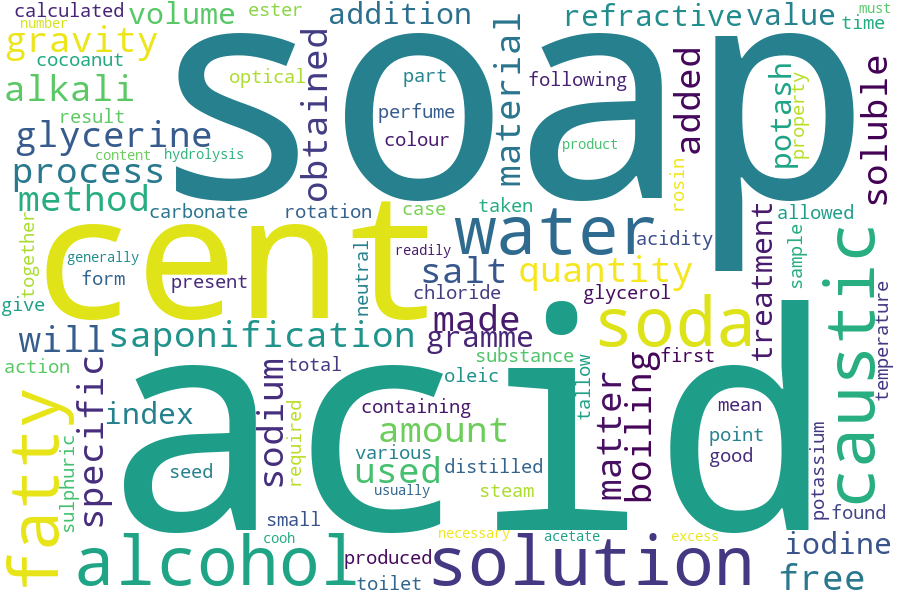 calculated volume ester addition refractive value must
number gravity soap time
cocoanut optical part following
alkali obtained material added potash property soluble
result perfume
glycerine colour product
content hydrolysis
process rosin
method carbonate rotation case taken allowed
together cent water acidity
generally neutral readily treatment sample caustic
form present salt quantity
give chloride glycerol temperature
will saponification made gramme soda
action total substance first
fatty specific acid oleic tallow
index sodium containing matter boiling mean
required amount various point
sulphuric seed used distilled good
usually steam potassium
small found
cooh necessary acetate excess
alcohol produced solution iodine
toilet free